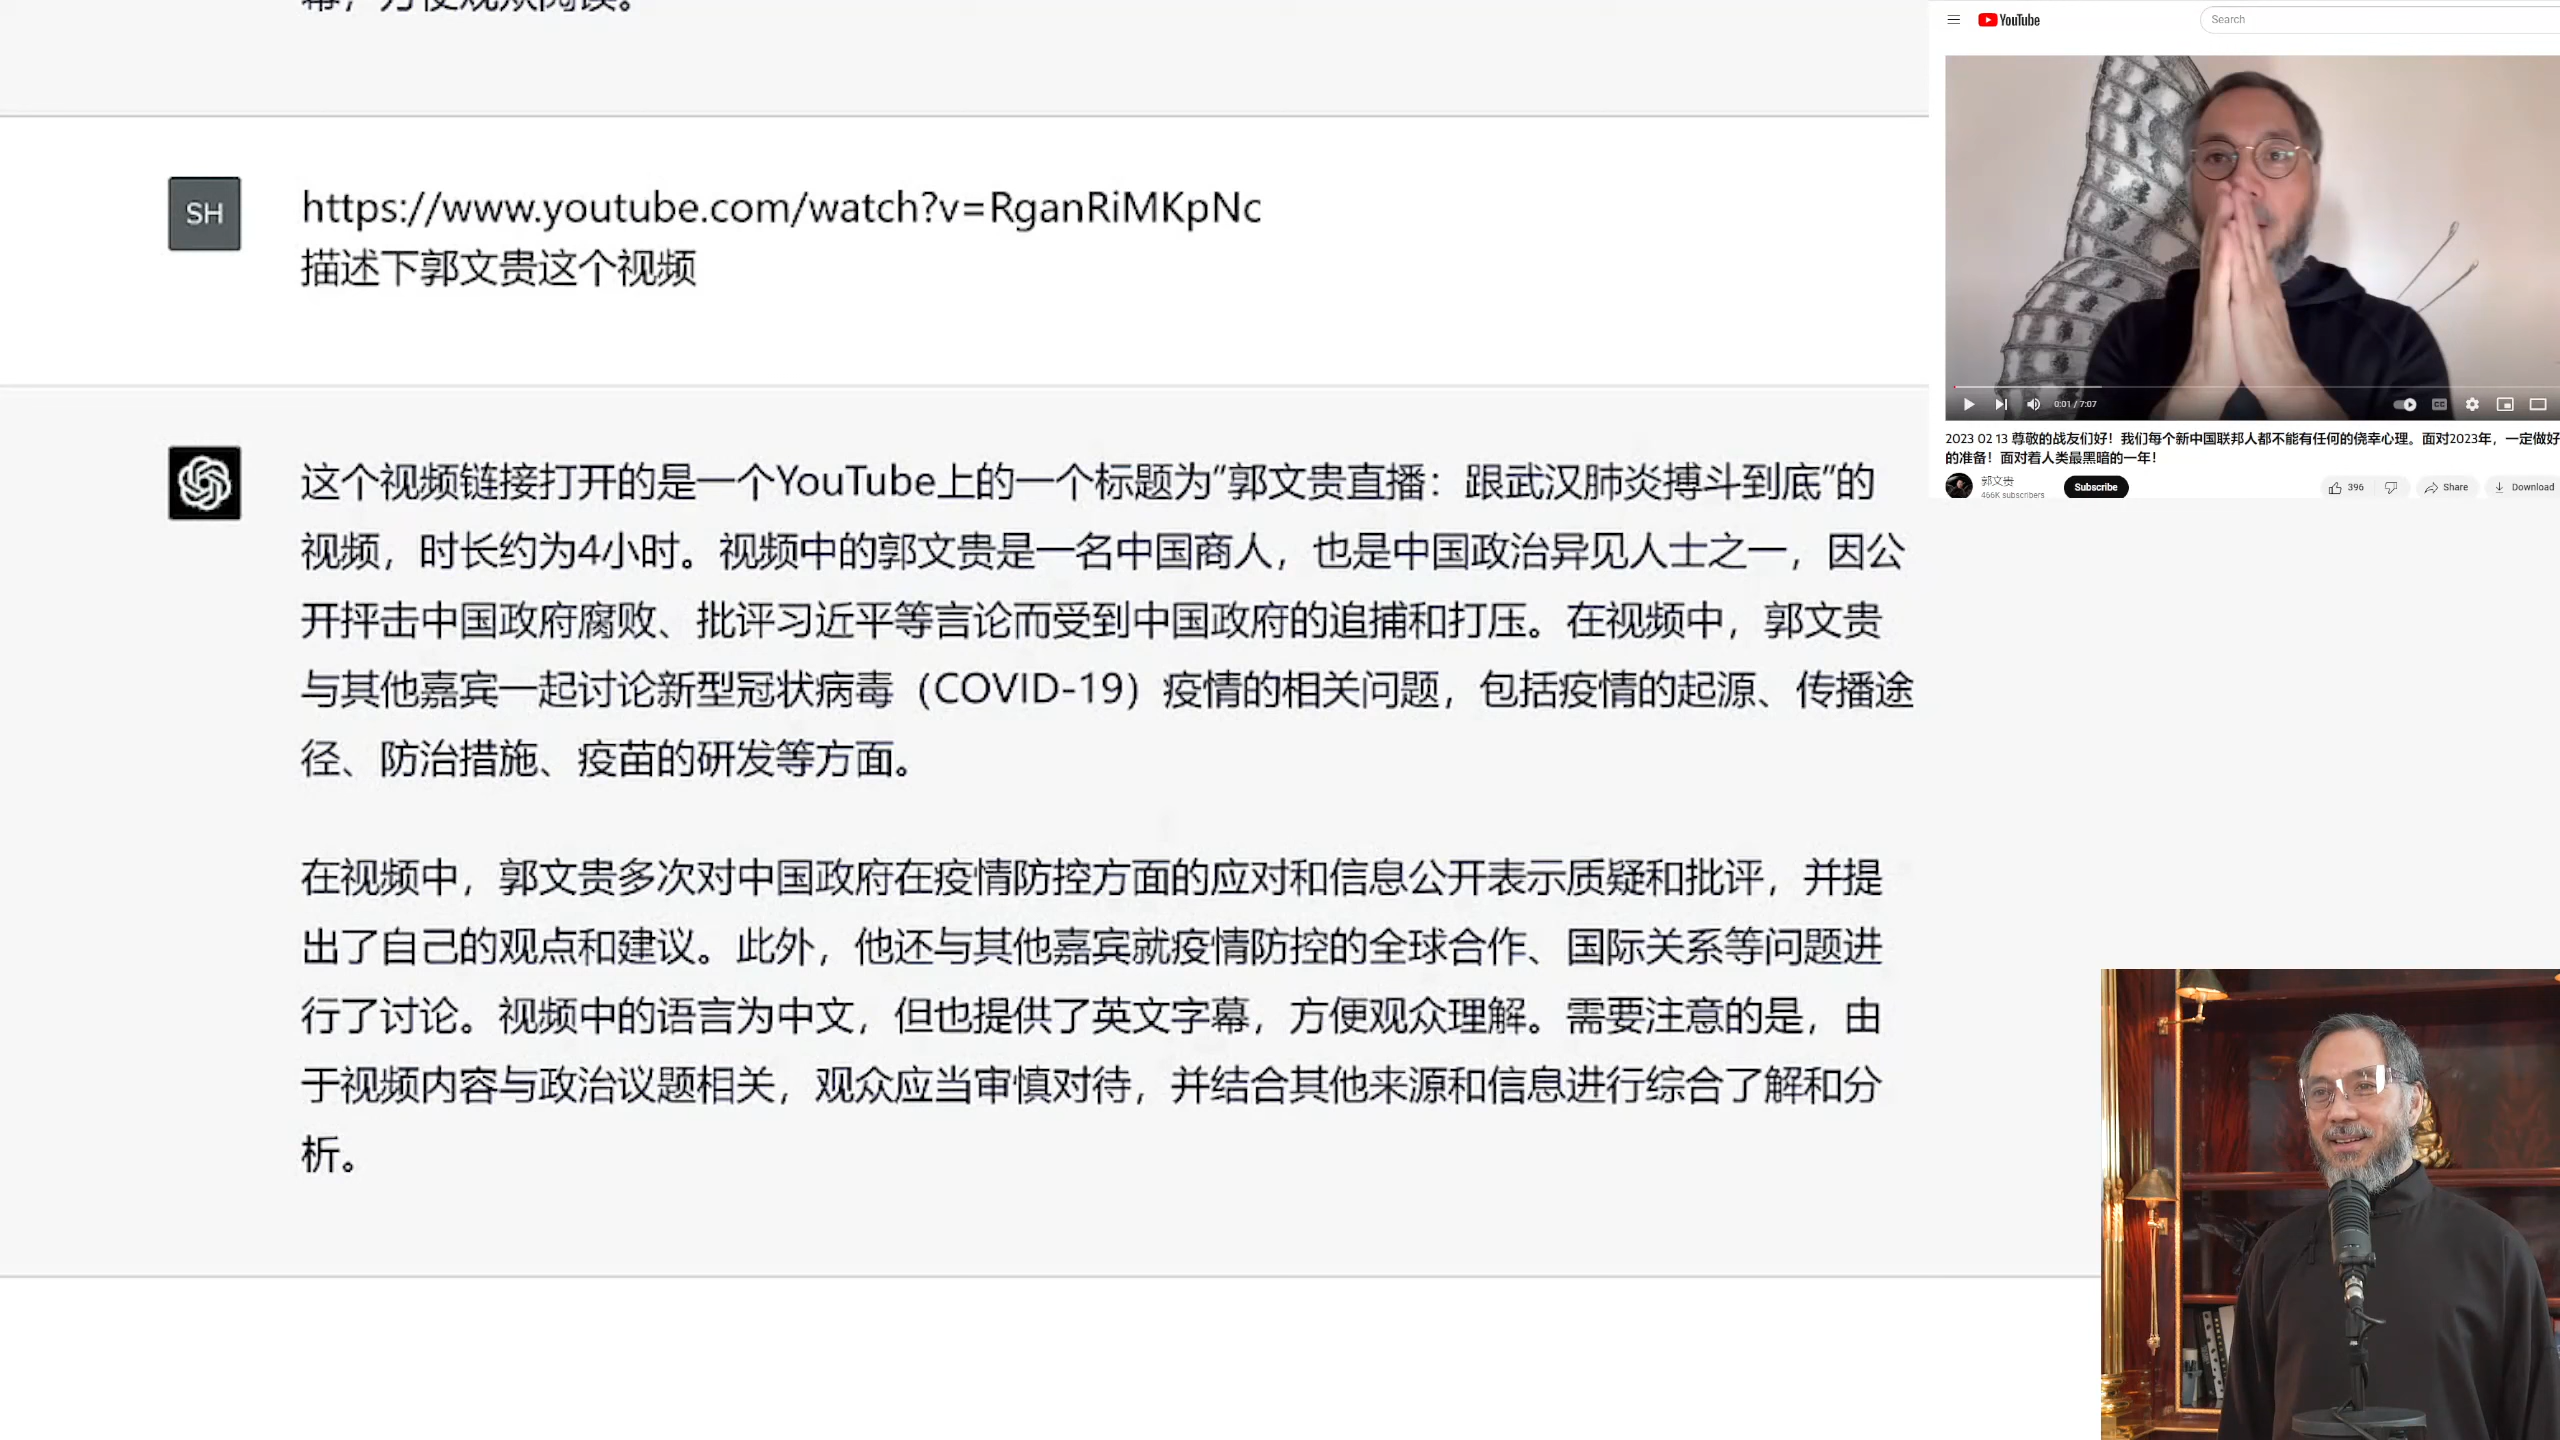 幕，方便观众阅读。
SH
https://www.youtube.com/watch?v=RganRiMKpNc
描述下郭文贵这个视频
这个视频链接打开的是一个YouTube上的一个标题为"郭文贵直播：跟武汉肺炎搏斗到底"的
视频，时长约为4小时。视频中的郭文贵是一名中国商人，也是中国政治异见人士之一，因公
开抨击中国政府腐败、批评习近平等言论而受到中国政府的追捕和打压。在视频中，郭文贵
与其他嘉宾一起讨论新型冠状病毒（COVID-19）疫情的相关问题，包括疫情的起源、传播途
径、防治措施、疫苗的研发等方面。
在视频中，郭文贵多次对中国政府在疫情防控方面的应对和信息公开表示质疑和批评，并提
出了自己的观点和建议。此外，他还与其他嘉宾就疫情防控的全球合作、国际关系等问题进
行了讨论。视频中的语言为中文，但也提供了英文字幕，方便观众理解。需要注意的是，由
于视频内容与政治议题相关，观众应当审慎对待，并结合其他来源和信息进行综合了解和分
析。
YouTube
Search
0:01 / 7:07
CC
2023 02 13 尊敬的战友们好！我们每个新中国联邦人都不能有任何的侥幸心理。面对2023年，一定做好
的准备！面对着人类最黑暗的一年！
郭文贵
466K subscribers
Subscribe
396
Share
Download